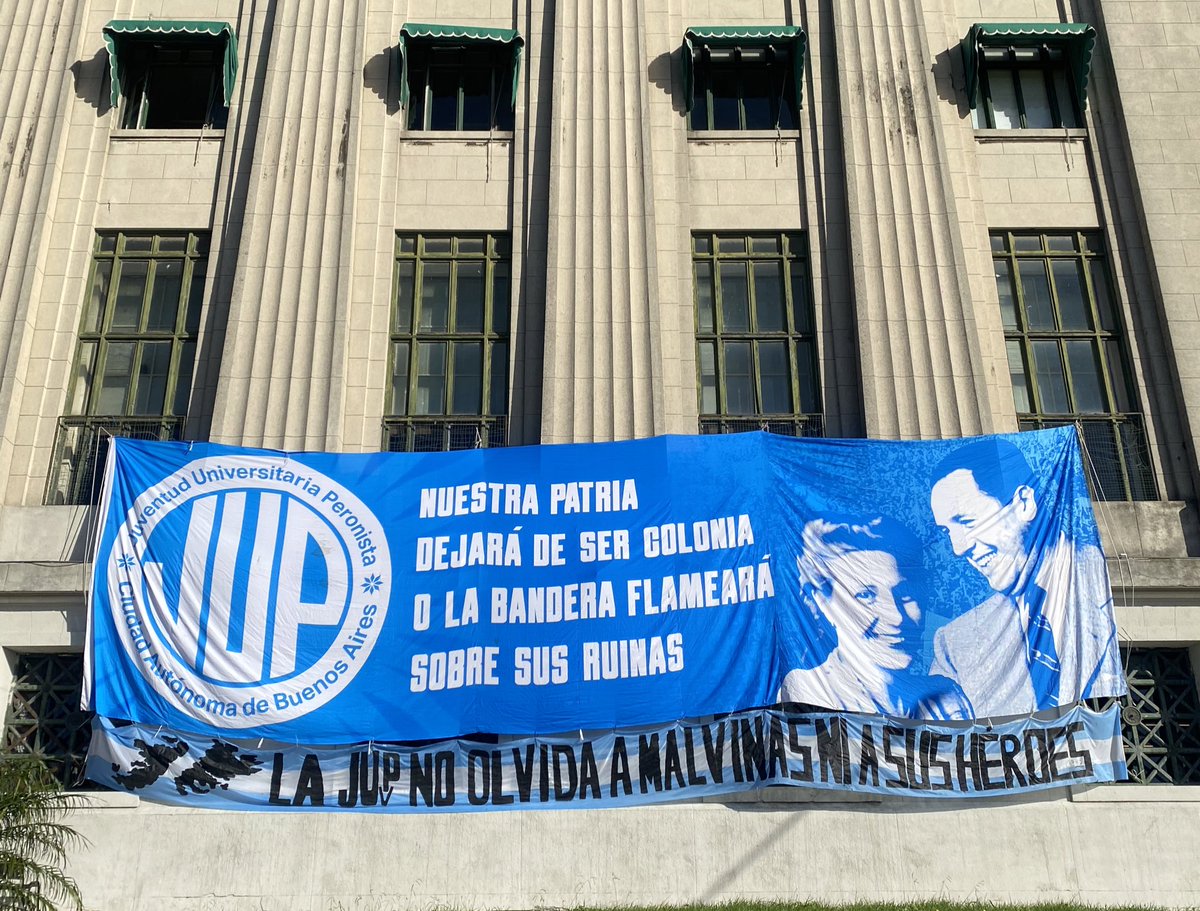 Juventud Universitaria Peronista
JUP
Ciudad Autónoma de Buenos Aires
NUESTRA PATRIA
DEJARÁ DE SER COLONIA
O LA BANDERA FLAMEARÁ
SOBRE SUS RUINAS
LA JUP NO OLVIDA A MALVINAS NI A SUS HÉROES